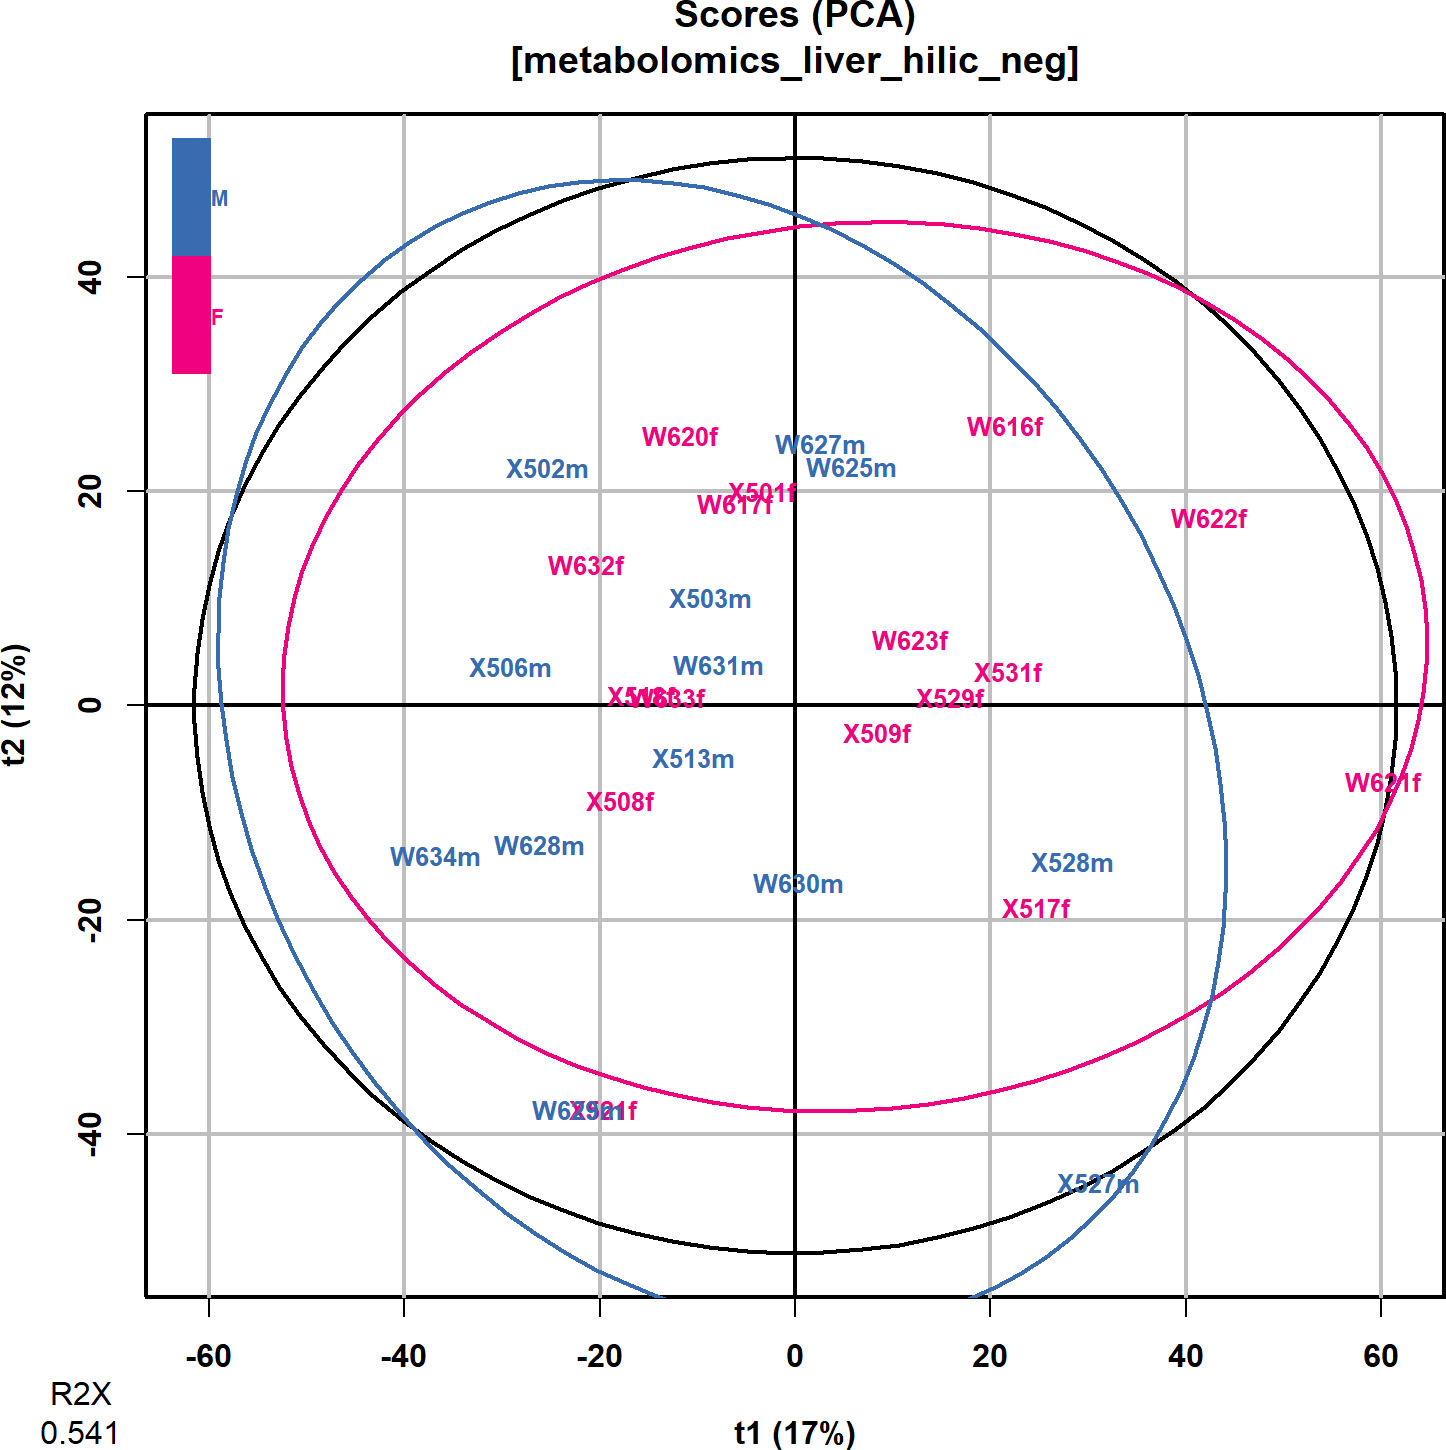 Scores (PCA)
[metabolomics_liver_hilic_neg]
M
F
W620f
W627m
W616f
X502m
W625m
X501f
W617f
W622f
W632f
X503m
W623f
X506m
W631m
X531f
W633f
X529f
X509f
X513m
W621f
X508f
W628m
W634m
X528m
W630m
X517f
X521f
X527m
40
20
0
-20
-40
t2 (12%)
-60
-40
-20
0
20
40
60
R2X
0.541
t1 (17%)